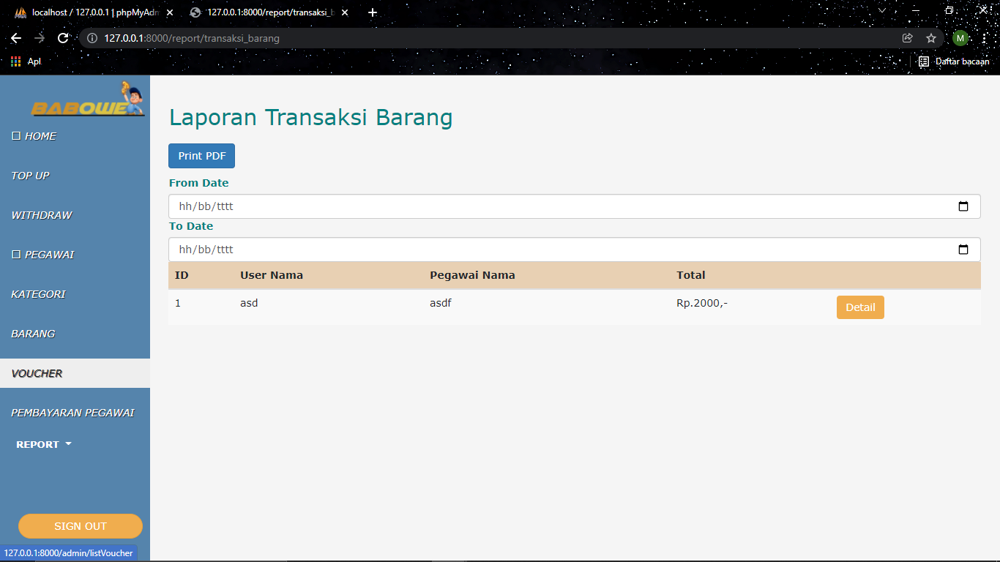 localhost / 127.0.0.1 | phpMyAdm
127.0.0.1:8000/report/transaksi_b
127.0.0.1:8000/report/transaksi_barang
M
Apl
Daftar bacaan
BABOWE
HOME
TOP UP
WITHDRAW
PEGAWAI
KATEGORI
BARANG
VOUCHER
PEMBAYARAN PEGAWAI
REPORT
SIGN OUT
127.0.0.1:8000/admin/listVoucher
Laporan Transaksi Barang
Print PDF
From Date
hh/bb/tttt
To Date
hh/bb/tttt
ID User Nama Pegawai Nama Total
1 asd asdf Rp.2000,- Detail